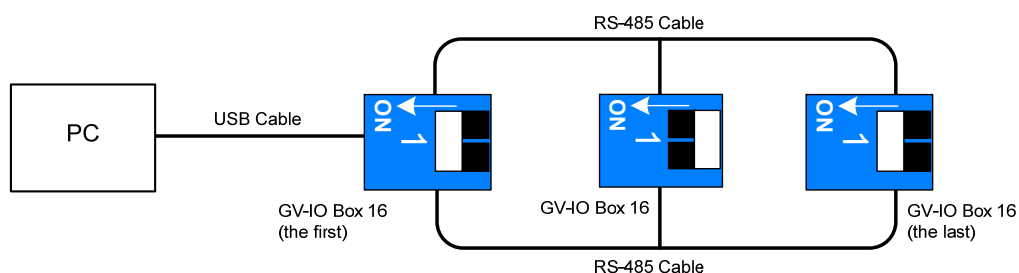 RS-485 Cable
PC
USB Cable
ON
1
ON
1
ON
1
GV-IO Box 16
(the first)
GV-IO Box 16
GV-IO Box 16
(the last)
RS-485 Cable